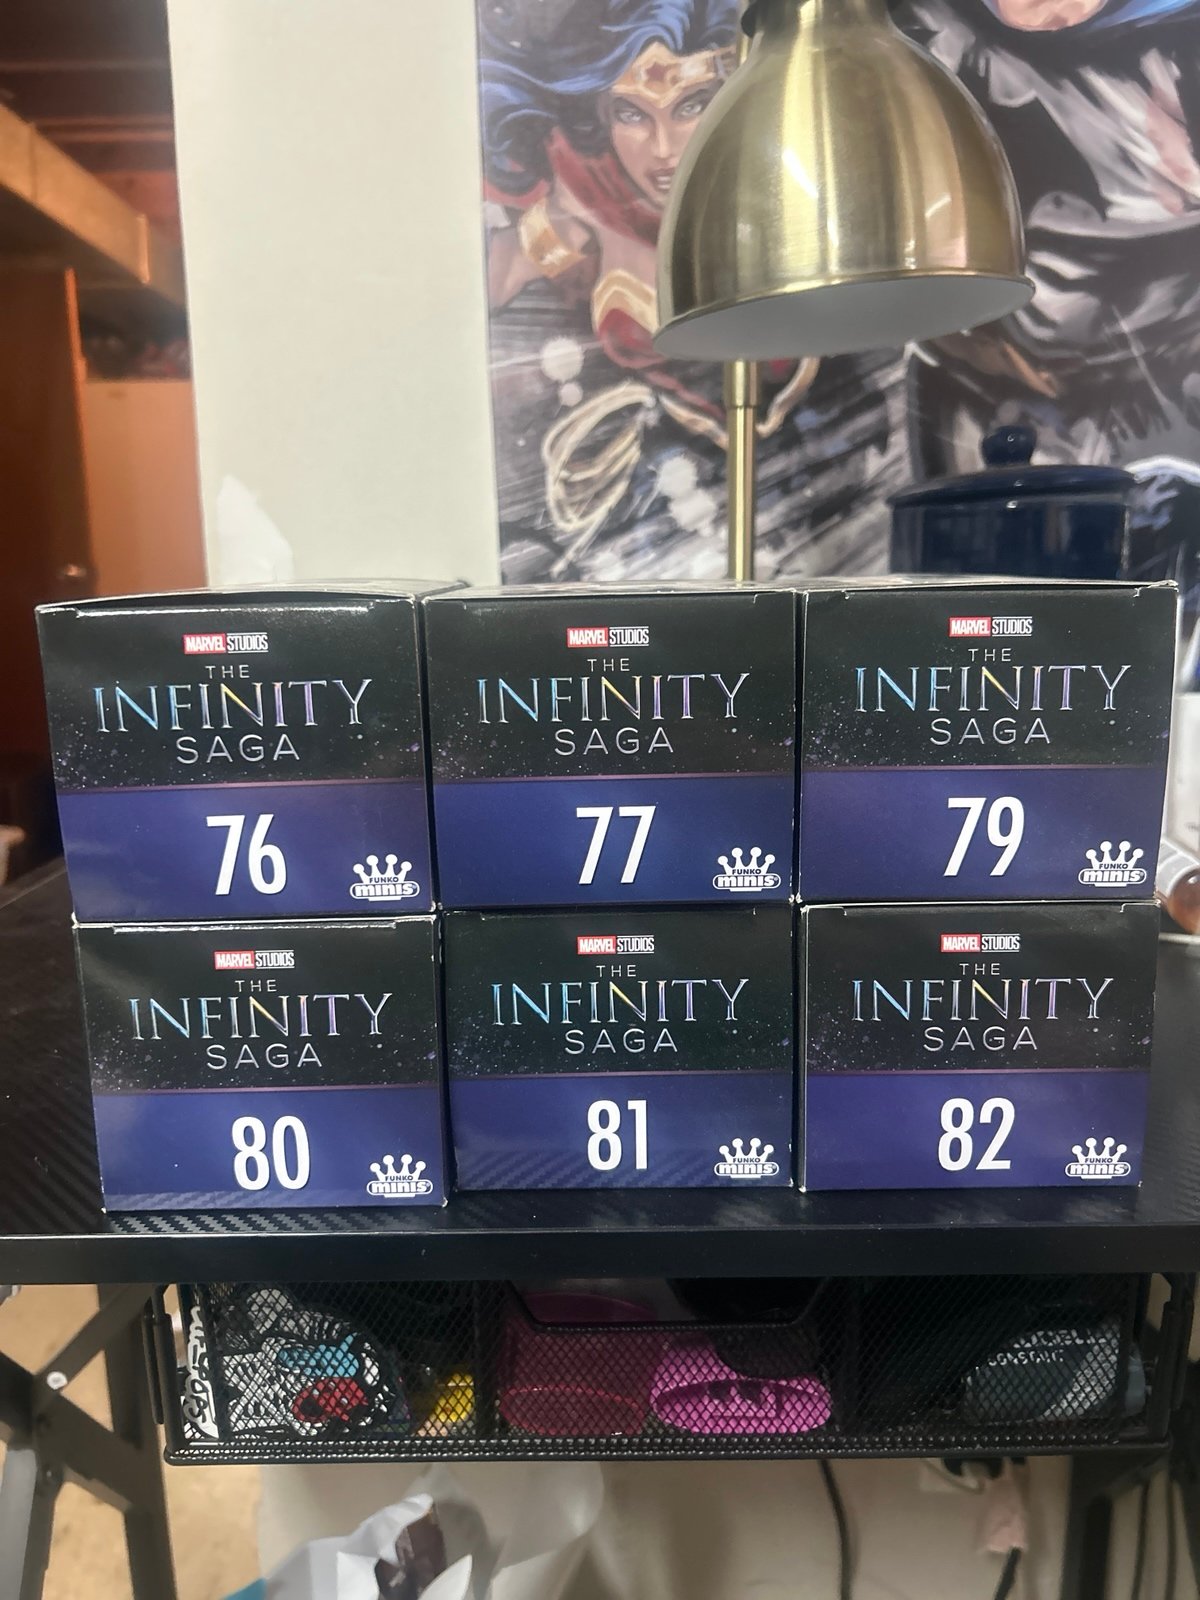 MARVEL STUDIOS
THE
INFINITY
SAGA
76
FUNKO
minis
MARVEL STUDIOS
THE
INFINITY
SAGA
77
FUNKO
minis
MARVEL STUDIOS
THE
INFINITY
SAGA
79
FUNKO
minis
MARVEL STUDIOS
THE
INFINITY
SAGA
80
FUNKO
minis
MARVEL STUDIOS
THE
INFINITY
SAGA
81
FUNKO
minis
MARVEL STUDIOS
THE
INFINITY
SAGA
82
FUNKO
minis